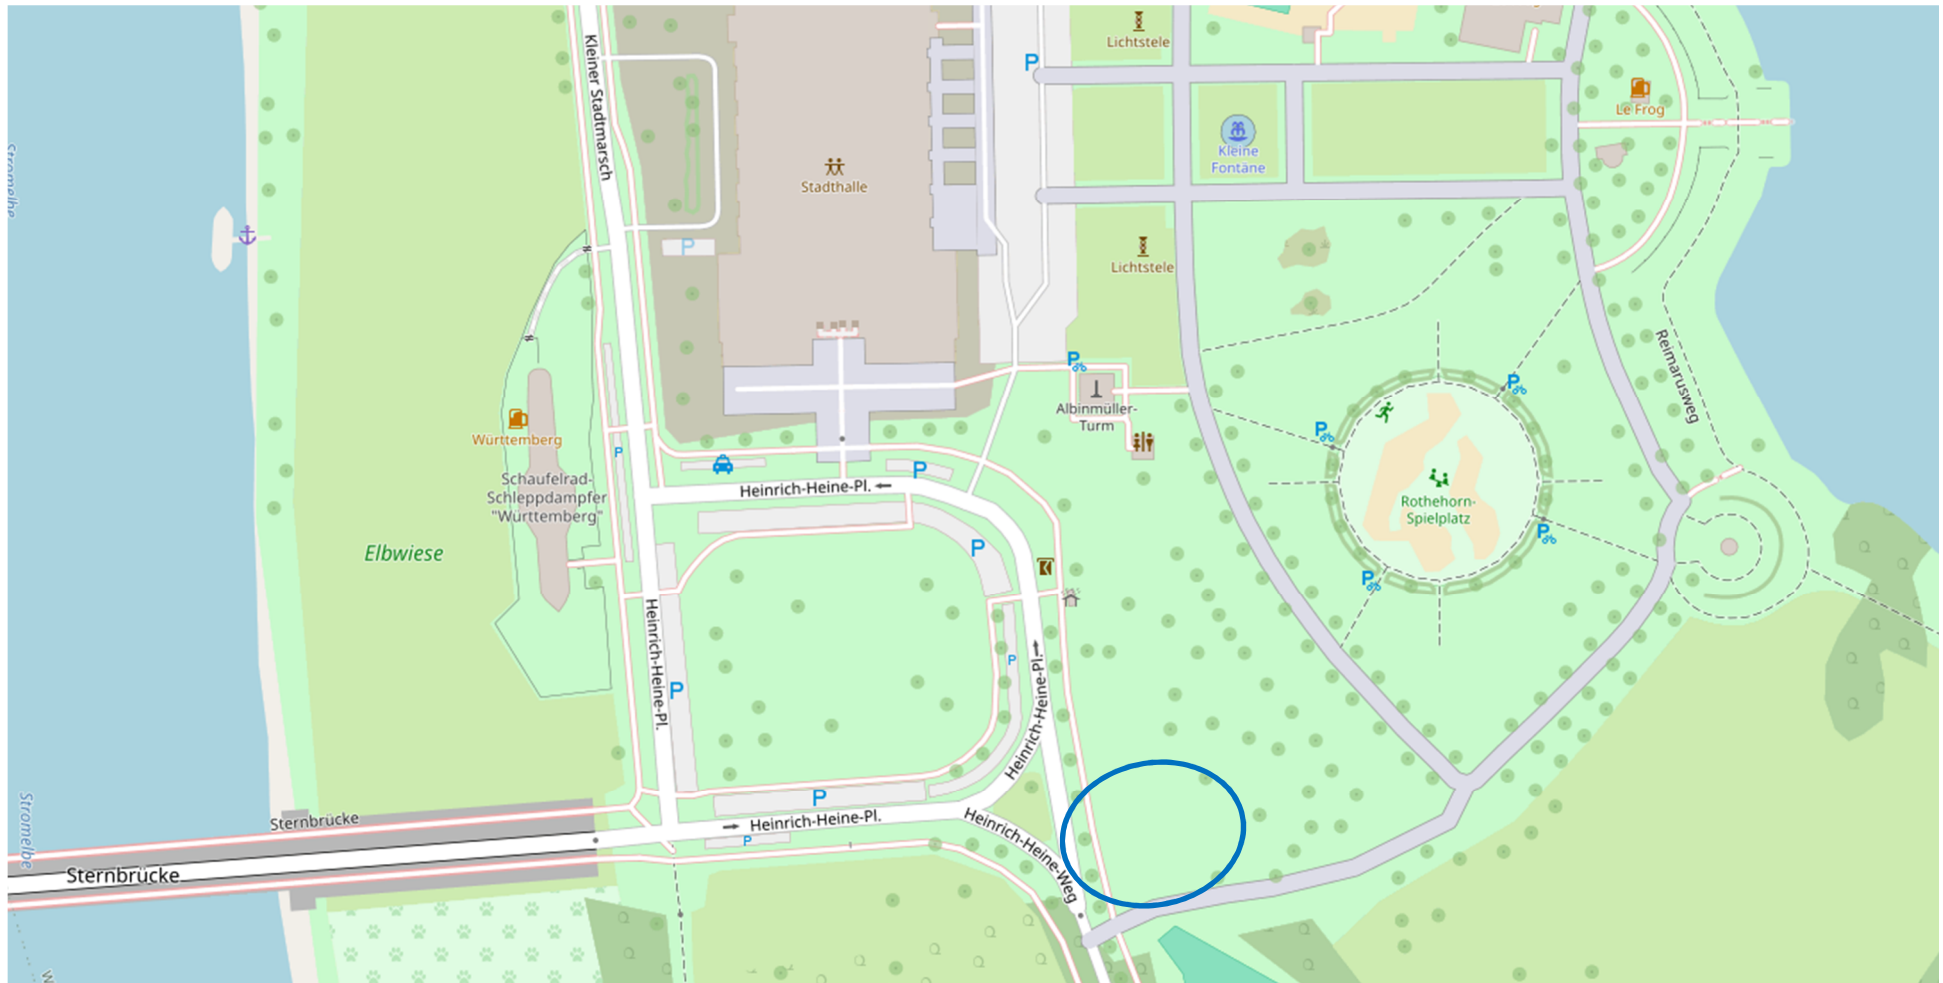 Kleiner Stadtmarsch
Lichtstele
P
Le Frog
Kleine
Fontäne
Stadthalle
Stromelbe
P
Lichtstele
Reimarusweg
P
Albinmüller-
Turm
P
P
Württemberg
P
Schaufelrad-
Schleppdampfer
"Württemberg"
P
Heinrich-Heine-Pl.
Rothehorn-
Spielplatz
P
P
P
Elbwiese
Heinrich-Heine-Pl.
P
P
Heinrich-Heine-Pl.
P
Heinrich-Heine-Pl.
Sternbrücke
P
Heinrich-Heine-Weg
Stromelbe
Sternbrücke
W